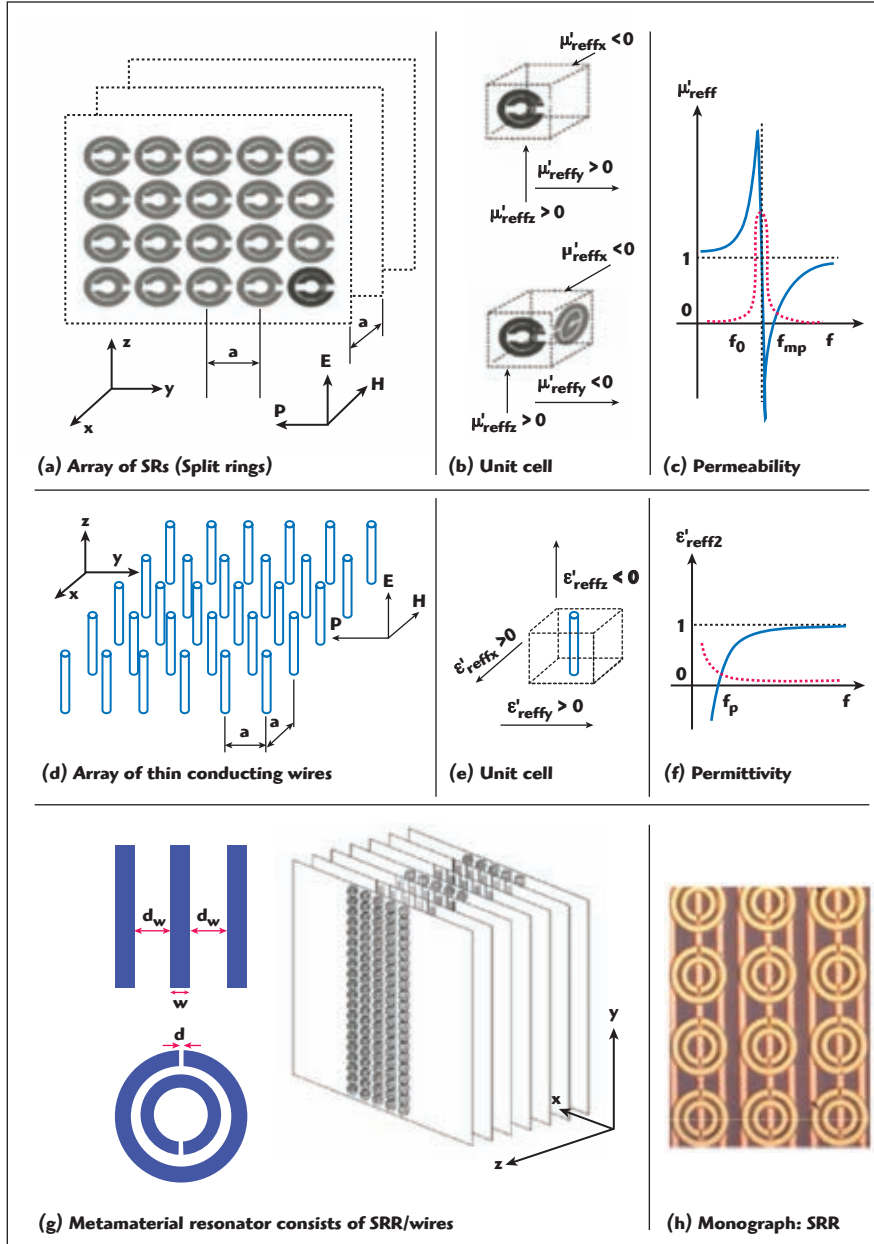 z
y
x
a
a
E
H
P
(a) Array of SRs (Split rings)
μ'reffx < 0
μ'reffy > 0
μ'reffz > 0
μ'reffx < 0
μ'reffy < 0
μ'reffz > 0
(b) Unit cell
μ'reff
1
0
f0
fmp
f
(c) Permeability
z
y
x
E
H
P
a
a
(d) Array of thin conducting wires
ε'reffz < 0
ε'reffx > 0
ε'reffy > 0
(e) Unit cell
ε'reff2
1
0
fp
f
(f) Permittivity
dw
dw
w
d
y
x
z
(g) Metamaterial resonator consists of SRR/wires
(h) Monograph: SRR